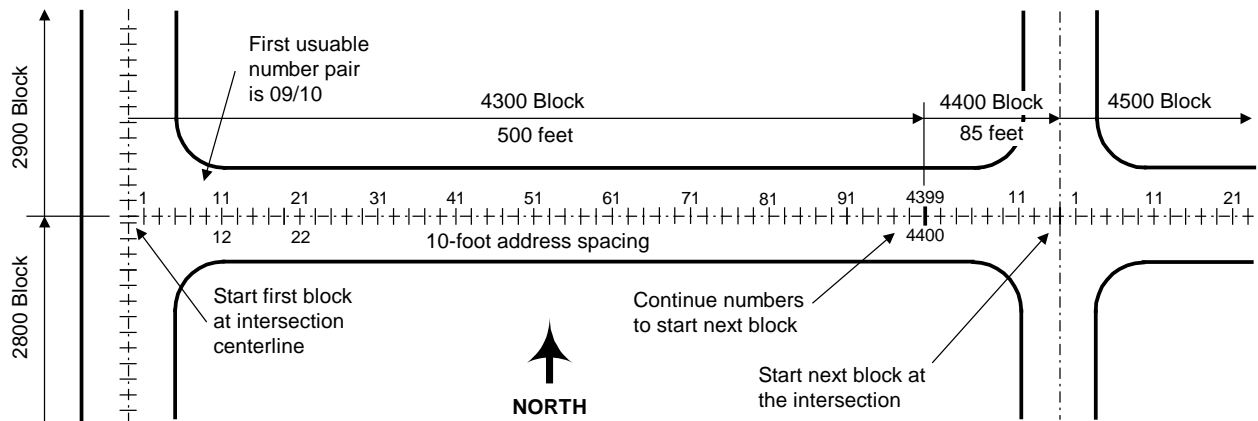 2900 Block
2800 Block
First usuable
number pair
is 09/10
4300 Block
500 feet
4400 Block
85 feet
4500 Block
1 11 21 31 41 51 61 71 81 91 4399 11 1 11 21
12 22 10-foot address spacing 4400
Start first block
at intersection
centerline
Continue numbers
to start next block
Start next block at
the intersection
NORTH